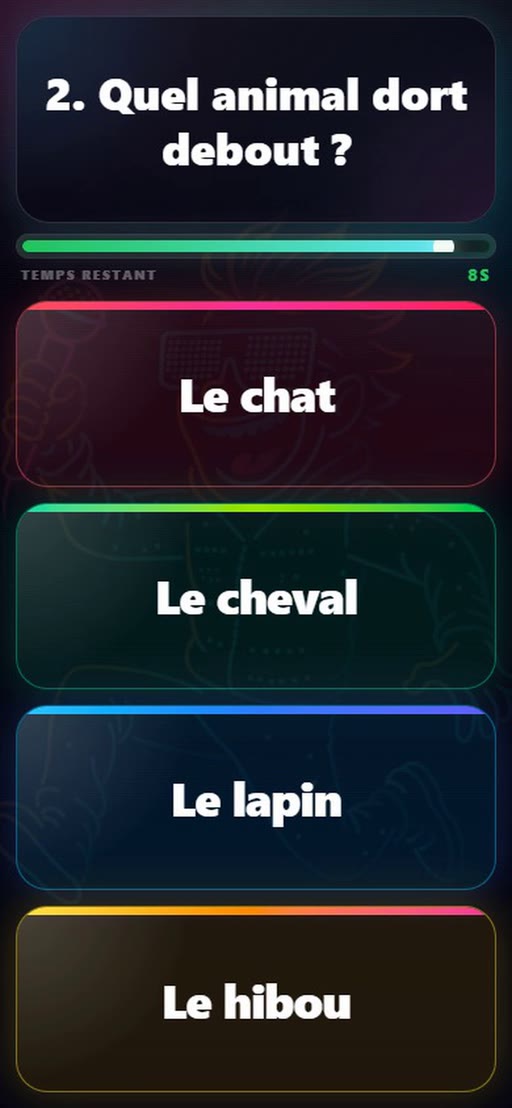 2. Quel animal dort
debout ?
TEMPS RESTANT
8S
Le chat
Le cheval
Le lapin
Le hibou